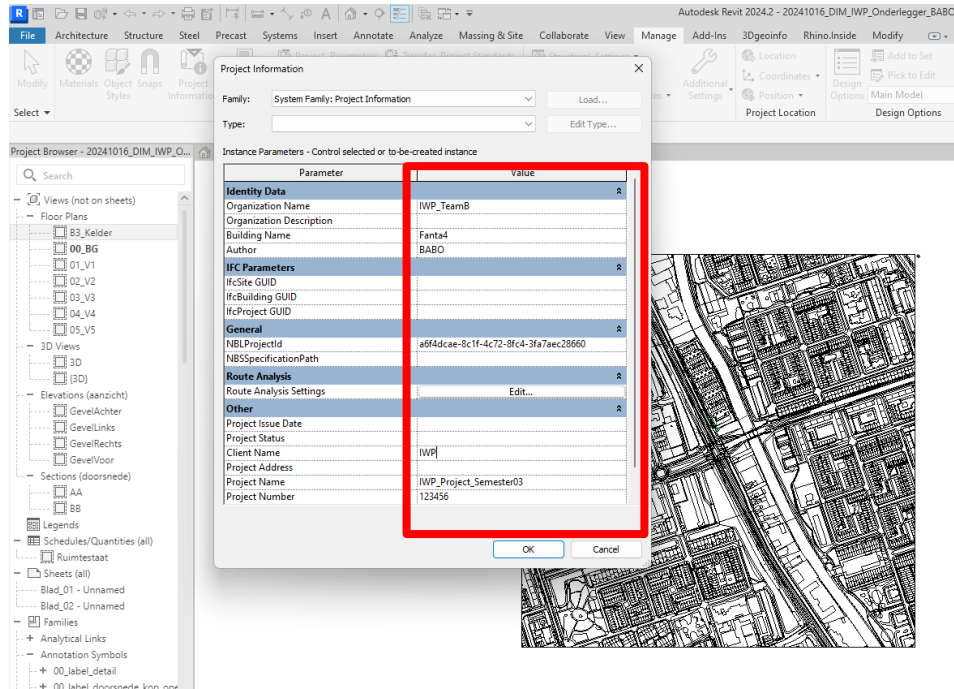 Autodesk Revit 2024.2 - 20241016_DIM_IWP_Onderlegger_BABO
File Architecture Structure Steel Precast Systems Insert Annotate Analyze Massing & Site Collaborate View Manage Add-Ins 3Dgeoinfo Rhino.Inside Modify
Modify Materials Object Styles Snaps Project Information
Project Parameters Transfer Project Standards Structural Settings
Additional Settings
Location
Coordinates
Position
Design Options
Add to Set
Pick to Edit
Main Model
Select Project Location Design Options
Project Browser - 20241016_DIM_IWP_O...
Search
Views (not on sheets)
Floor Plans
B3_Kelder
00_BG
01_V1
02_V2
03_V3
04_V4
05_V5
3D Views
3D
{3D}
Elevations (aanzicht)
GevelAchter
GevelLinks
GevelRechts
GevelVoor
Sections (doorsnede)
AA
BB
Legends
Schedules/Quantities (all)
Ruimtestaat
Sheets (all)
Blad_01 - Unnamed
Blad_02 - Unnamed
Families
Analytical Links
Annotation Symbols
00_label_detail
00_label_doorsnede_kop_one
Project Information
Family: System Family: Project Information Load...
Type: Edit Type...
Instance Parameters - Control selected or to-be-created instance
Parameter Value
Identity Data
Organization Name IWP_TeamB
Organization Description
Building Name Fanta4
Author BABO
IFC Parameters
IfcSite GUID
IfcBuilding GUID
IfcProject GUID
General
NBLProjectId a6f4dcae-8c1f-4c72-8fc4-3fa7aec28660
NBSSpecificationPath
Route Analysis
Route Analysis Settings Edit...
Other
Project Issue Date
Project Status
Client Name IWP
Project Address
Project Name IWP_Project_Semester03
Project Number 123456
OK Cancel